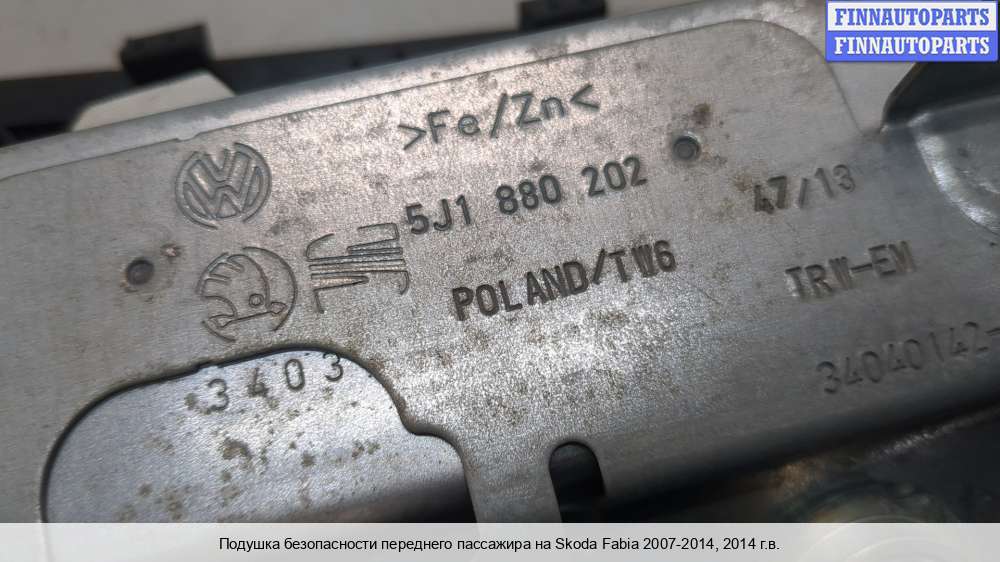 FINNAUTOPARTS
FINNAUTOPARTS
>Fe/Zn<
5J1 880 202
47/13
POLAND/TW6
TRW-EM
34040142-
3403
Подушка безопасности переднего пассажира на Skoda Fabia 2007-2014, 2014 г.в.